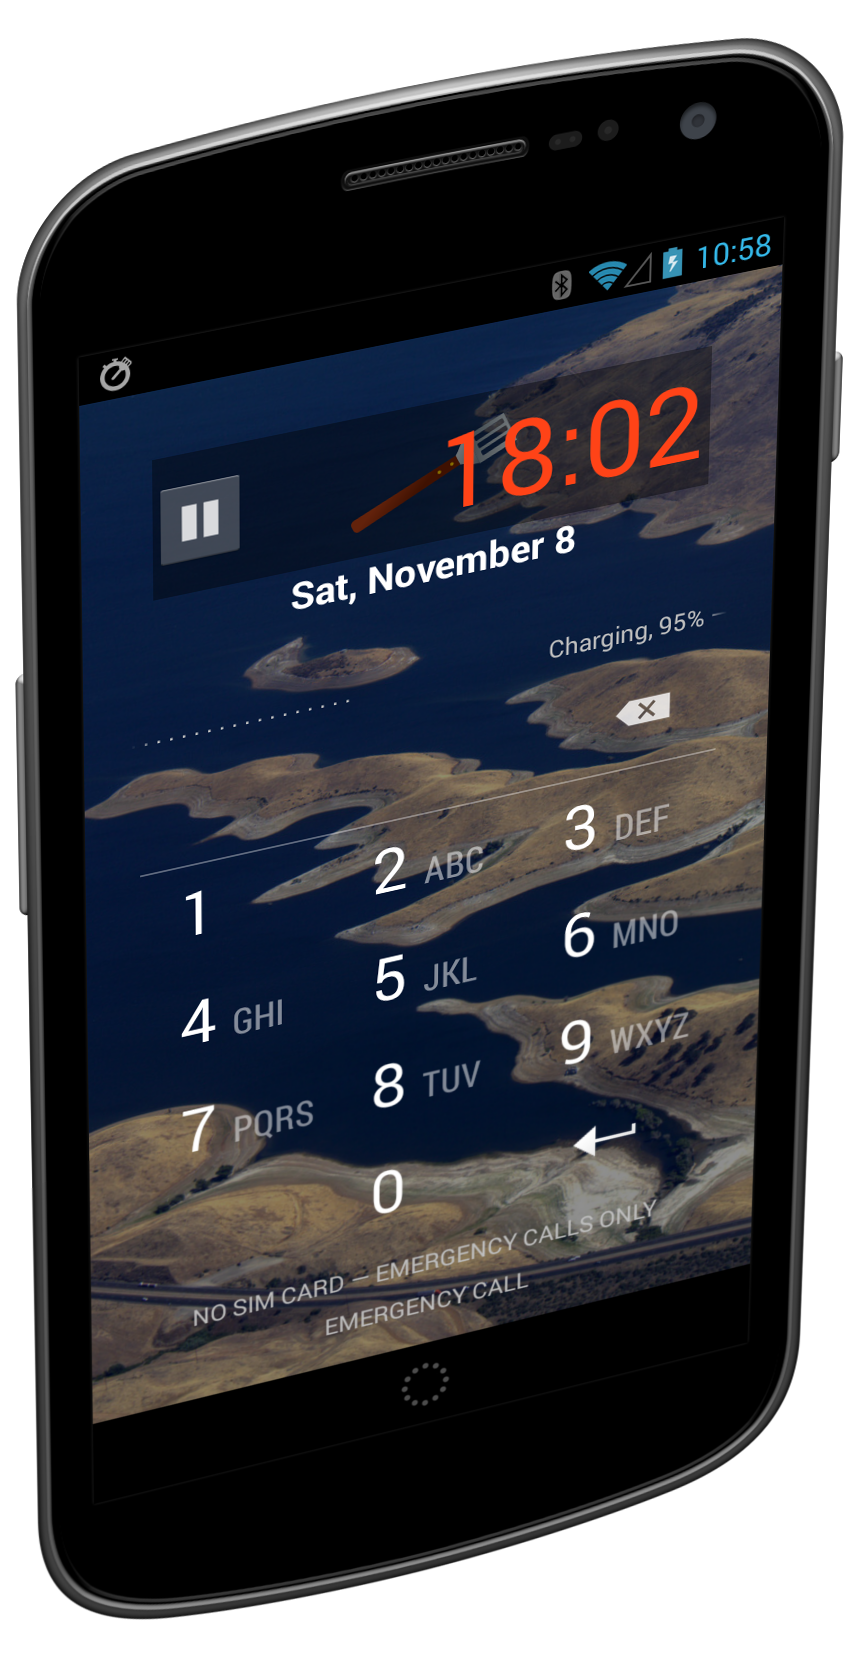 10:58
18:02
Sat, November 8
Charging, 95%
1
2 ABC
3 DEF
4 GHI
5 JKL
6 MNO
7 PQRS
8 TUV
9 WXYZ
0
NO SIM CARD — EMERGENCY CALLS ONLY
EMERGENCY CALL